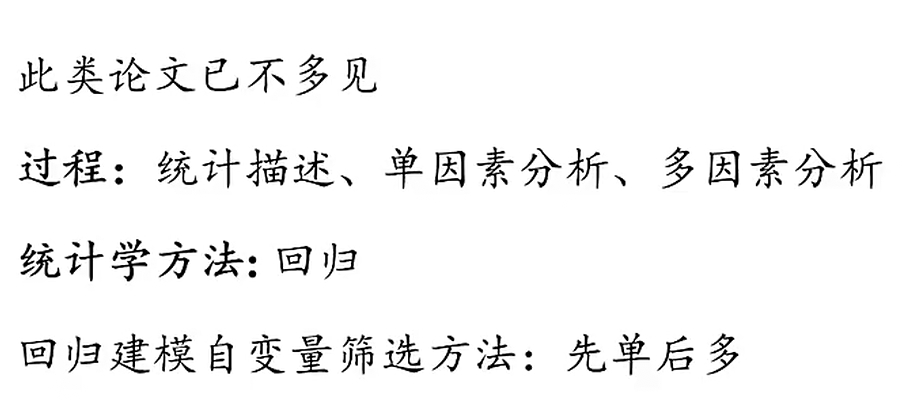 此类论文已不多见
过程：统计描述、单因素分析、多因素分析
统计学方法：回归
回归建模自变量筛选方法：先单后多